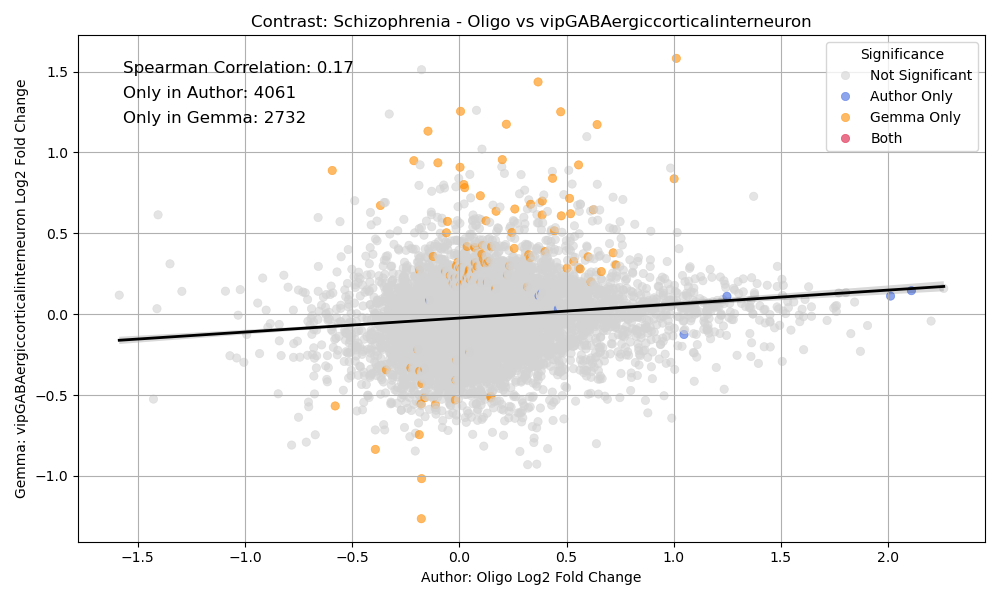 Contrast: Schizophrenia - Oligo vs vipGABAergiccorticalinterneuron
Spearman Correlation: 0.17
Only in Author: 4061
Only in Gemma: 2732
Significance
Not Significant
Author Only
Gemma Only
Both
Gemma: vipGABAergiccorticalinterneuron Log2 Fold Change
1.5
1.0
0.5
0.0
−0.5
−1.0
−1.5 −1.0 −0.5 0.0 0.5 1.0 1.5 2.0
Author: Oligo Log2 Fold Change